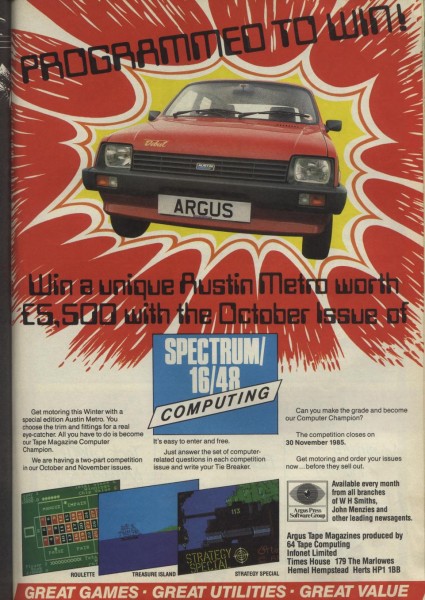 PROGRAMMED TO WIN!
Debut
AUSTIN
ARGUS
Win a unique Austin Metro worth
£5,500 with the October Issue of
SPECTRUM/
16/48
COMPUTING
Get motoring this Winter with a
special edition Austin Metro. You
choose the trim and fittings for a real
eye-catcher. All you have to do is become
our Tape Magazine Computer
Champion.
We are having a two-part competition
in our October and November issues.
It's easy to enter and free.
Just answer the set of computer-
related questions in each competition
issue and write your Tie Breaker.
Can you make the grade and become
our Computer Champion?
The competition closes on
30 November 1985.
Get motoring and order your issues
now... before they sell out.
Argus Press
Software Group
Available every month
from all branches
of W H Smiths,
John Menzies and
other leading newsagents.
Argus Tape Magazines produced by
64 Tape Computing
Infonet Limited
Times House 179 The Marlowes
Hemel Hempstead Herts HP1 1BB
MANQUE
PASSE
IMPAIR
113
STRATEGY
SPECIAL
ROULETTE
TREASURE ISLAND
STRATEGY SPECIAL
GREAT GAMES · GREAT UTILITIES · GREAT VALUE